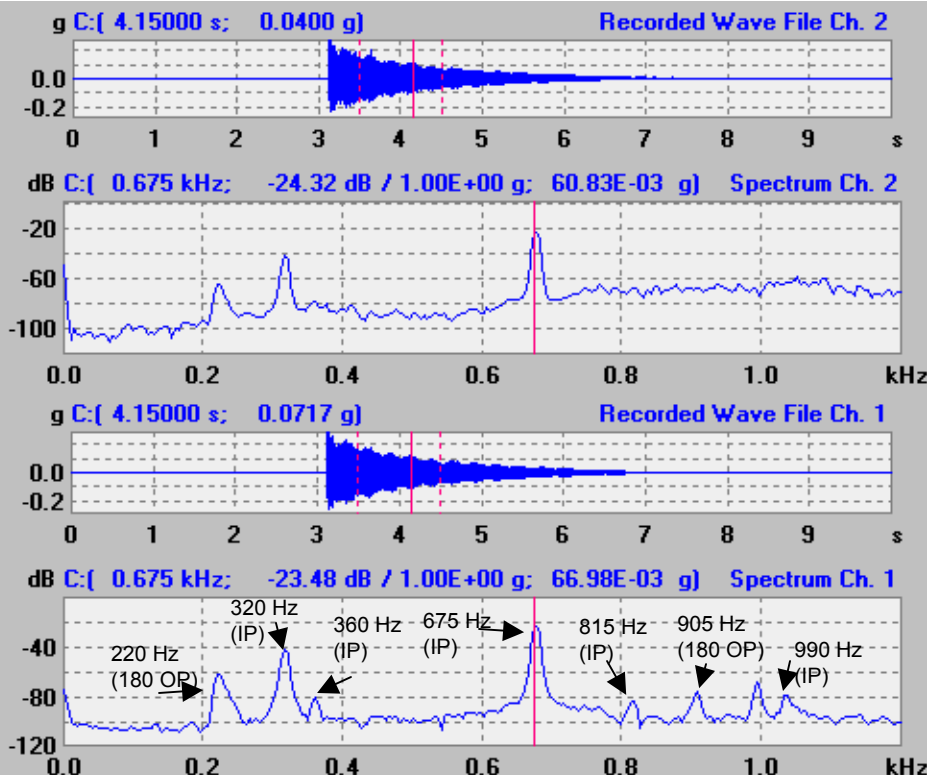 g C:( 4.15000 s; 0.0400 g) Recorded Wave File Ch. 2
0.0
-0.2
0 1 2 3 4 5 6 7 8 9 s
dB C:( 0.675 kHz; -24.32 dB / 1.00E+00 g; 60.83E-03 g) Spectrum Ch. 2
-20
-60
-100
0.0 0.2 0.4 0.6 0.8 1.0 kHz
g C:( 4.15000 s; 0.0717 g) Recorded Wave File Ch. 1
0.0
-0.2
0 1 2 3 4 5 6 7 8 9 s
dB C:( 0.675 kHz; -23.48 dB / 1.00E+00 g; 66.98E-03 g) Spectrum Ch. 1
220 Hz
(180 OP)
320 Hz
(IP)
360 Hz
(IP)
675 Hz
(IP)
815 Hz
(IP)
905 Hz
(180 OP)
990 Hz
(IP)
-40
-80
-120
0.0 0.2 0.4 0.6 0.8 1.0 kHz